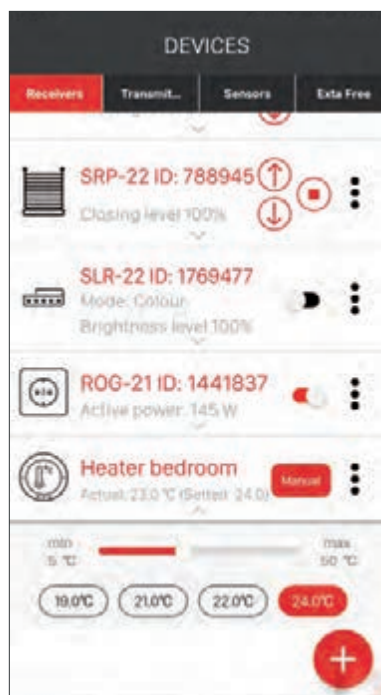 DEVICES
Receivers Transmit... Sensors Exta Free
SRP-22 ID: 788945
Closing level 100%
SLR-22 ID: 1769477
Mode: Colour
Brightness level 100%
ROG-21 ID: 1441837
Active power: 145 W
Heater bedroom
Manual
Actual: 23.0 °C (Setted: 24.0)
min max
5 °C 50 °C
19.0°C 21.0°C 22.0°C 24.0°C